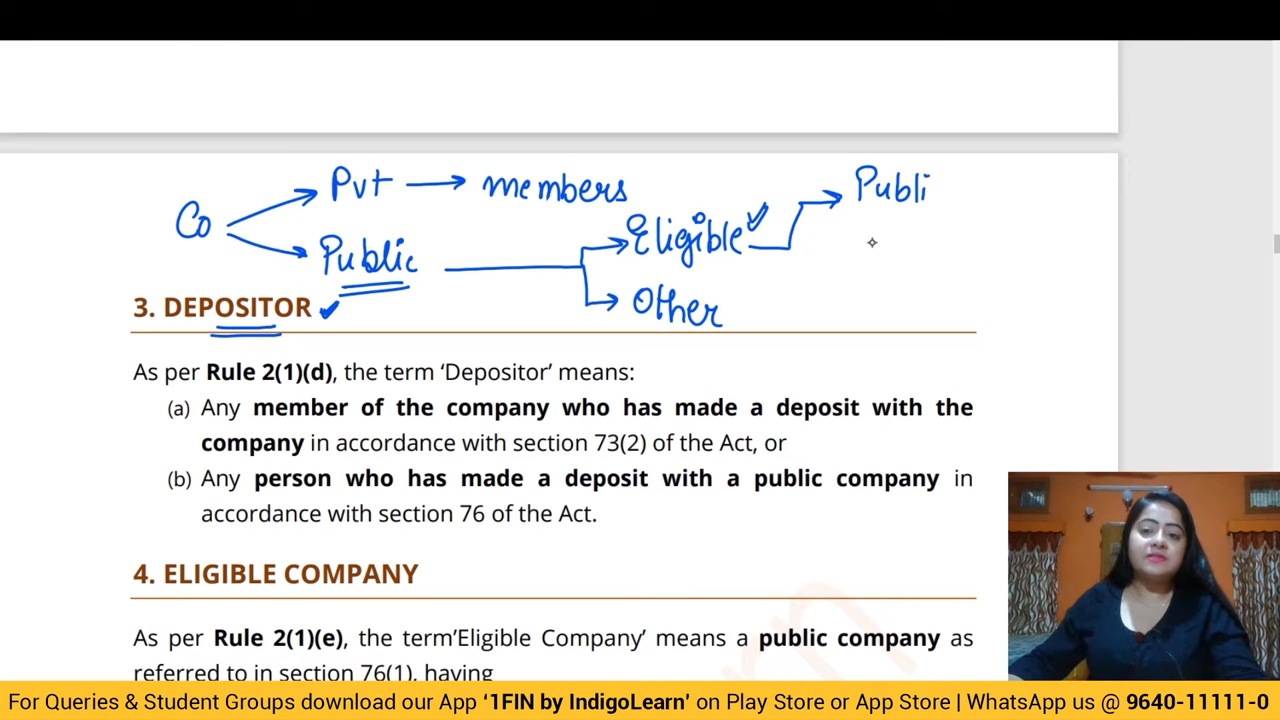 Co
Pvt → members
Public
Eligible ✓
Publi
Other
3. DEPOSITOR ✓
As per Rule 2(1)(d), the term ‘Depositor’ means:
(a) Any member of the company who has made a deposit with the
company in accordance with section 73(2) of the Act, or
(b) Any person who has made a deposit with a public company in
accordance with section 76 of the Act.
4. ELIGIBLE COMPANY
As per Rule 2(1)(e), the term’Eligible Company’ means a public company as
referred to in section 76(1), having
For Queries & Student Groups download our App ‘1FIN by IndigoLearn’ on Play Store or App Store | WhatsApp us @ 9640-11111-0